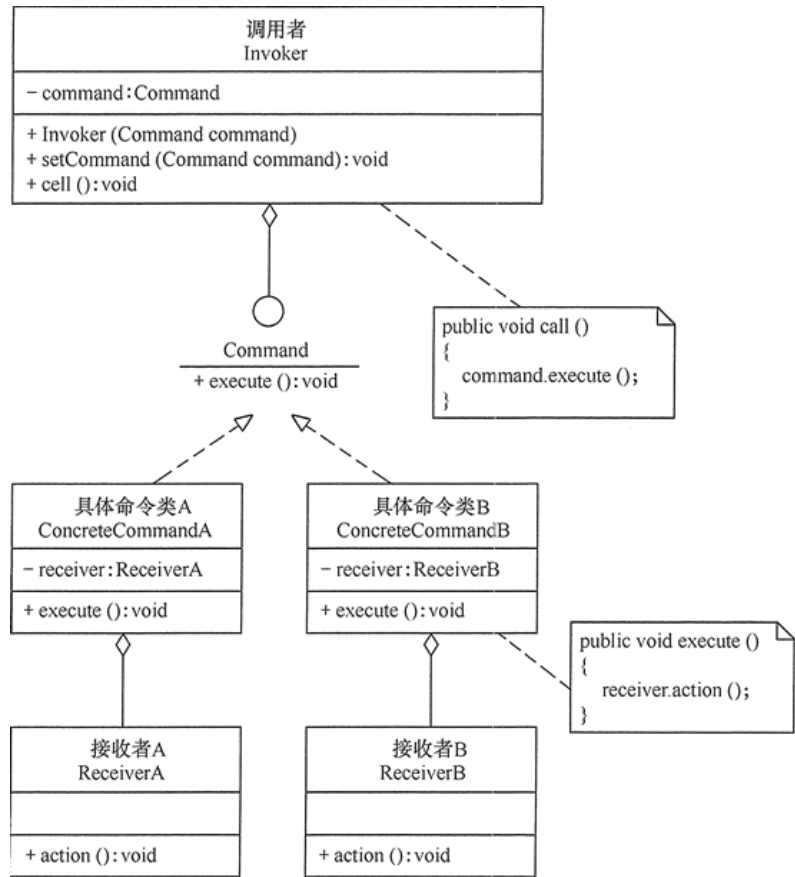 调用者
Invoker
- command:Command
+ Invoker (Command command)
+ setCommand (Command command):void
+ cell ():void
public void call ()
{
command.execute ();
}
Command
+ execute ():void
具体命令类A
ConcreteCommandA
- receiver:ReceiverA
+ execute ():void
具体命令类B
ConcreteCommandB
- receiver:ReceiverB
+ execute ():void
public void execute ()
{
receiver.action ();
}
接收者A
ReceiverA
+ action ():void
接收者B
ReceiverB
+ action ():void